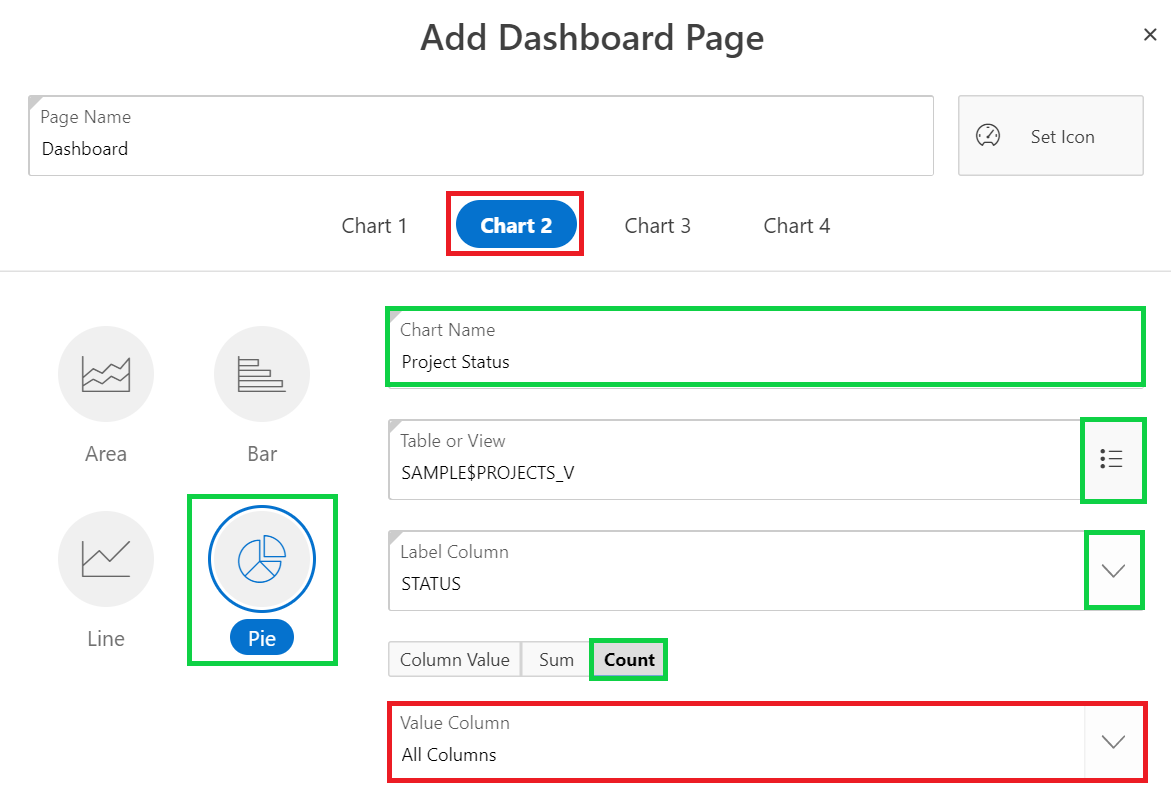 Add Dashboard Page
Page Name
Dashboard
Set Icon
Chart 1 Chart 2 Chart 3 Chart 4
Area Bar
Line Pie
Chart Name
Project Status
Table or View
SAMPLE$PROJECTS_V
Label Column
STATUS
Column Value Sum Count
Value Column
All Columns